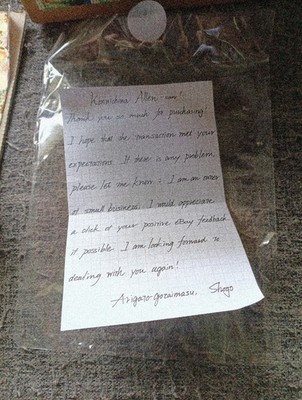 Konnichiwa Allen-san!
Thank you so much for purchasing!
I hope that the transaction met your
expectations. If there is any problem
please let me know. I am an owner
of small business. I would appreciate
a click of your positive eBay feedback
if possible. I am looking forward to
dealing with you again!
Arigato-gozaimasu, Shogo